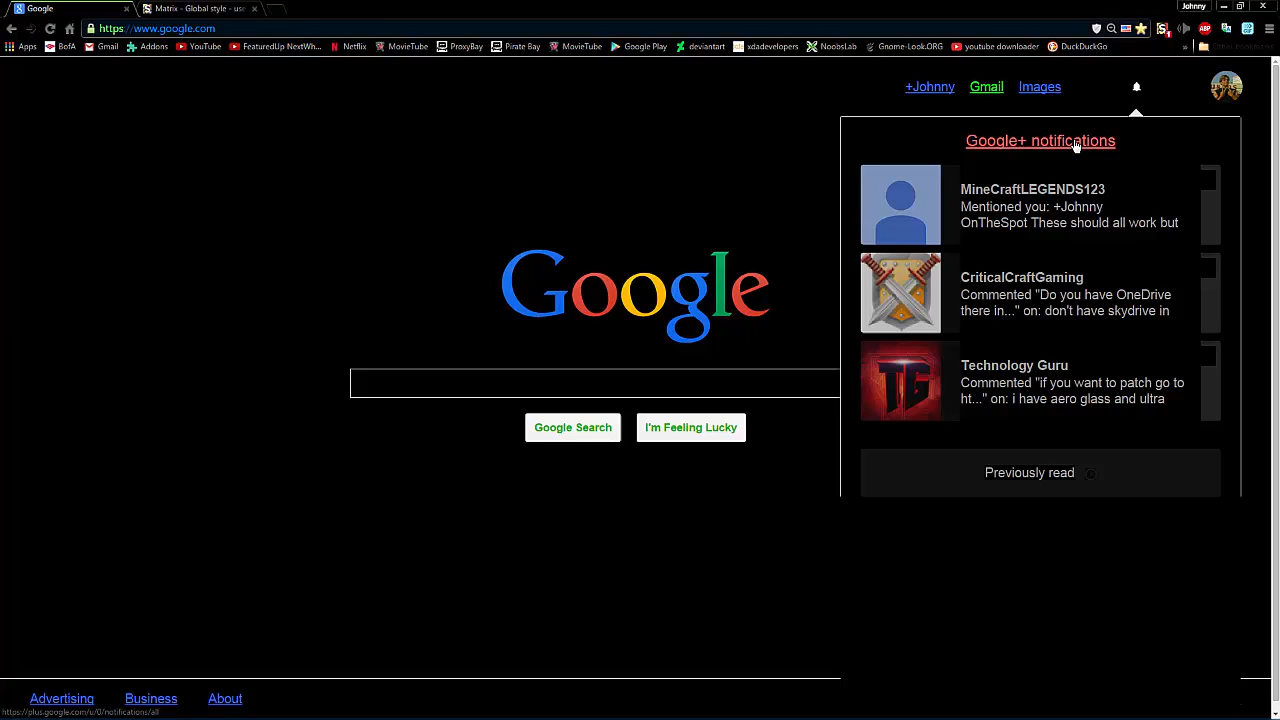 Google
Matrix - Global style - use
Johnny
https://www.google.com
Apps
BofA
Gmail
Addons
YouTube
FeaturedUp NextWh...
Netflix
MovieTube
ProxyBay
Pirate Bay
MovieTube
Google Play
deviantart
xdadevelopers
NoobsLab
Gnome-Look.ORG
youtube downloader
DuckDuckGo
»
+Johnny Gmail Images
Google+ notifications
MineCraftLEGENDS123
Mentioned you: +Johnny
OnTheSpot These should all work but
CriticalCraftGaming
Commented "Do you have OneDrive
there in..." on: don't have skydrive in
Technology Guru
Commented "if you want to patch go to
ht..." on: i have aero glass and ultra
Previously read
Google
Google Search
I'm Feeling Lucky
Advertising Business About
https://plus.google.com/u/0/notifications/all